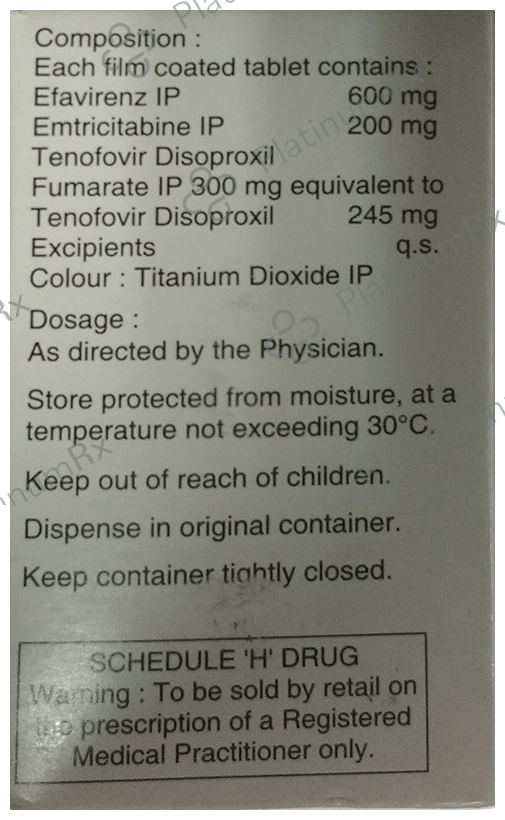 Composition :
Each film coated tablet contains :
Efavirenz IP 600 mg
Emtricitabine IP 200 mg
Tenofovir Disoproxil
Fumarate IP 300 mg equivalent to
Tenofovir Disoproxil 245 mg
Excipients q.s.
Colour : Titanium Dioxide IP
Dosage :
As directed by the Physician.
Store protected from moisture, at a
temperature not exceeding 30°C.
Keep out of reach of children.
Dispense in original container.
Keep container tightly closed.
SCHEDULE 'H' DRUG
Warning : To be sold by retail on
the prescription of a Registered
Medical Practitioner only.
PlatinumRx